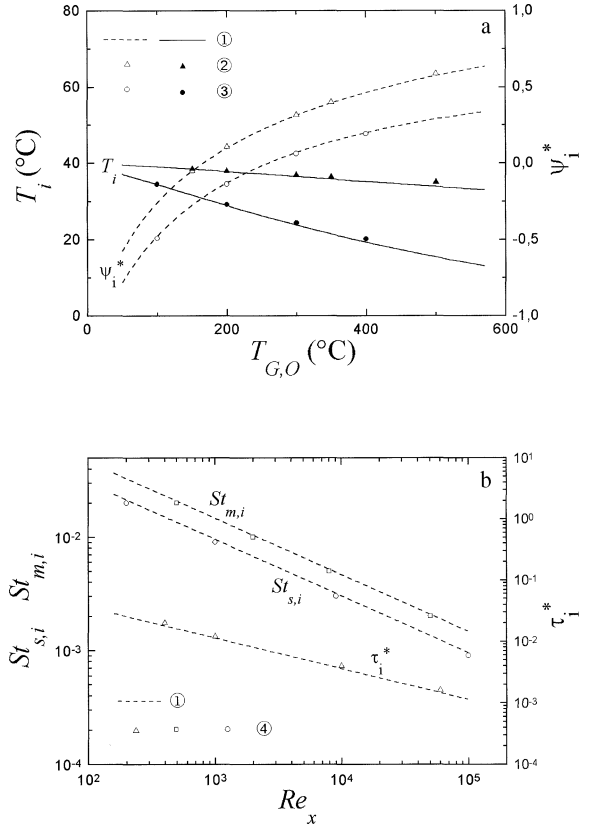 a
80
60
40
20
0
T_i (°C)
1,0
0,5
0,0
-0,5
-1,0
ψ_i*
①
②
③
T_i
ψ_i*
0 200 400 600
T_G,O (°C)
b
10^-2
10^-3
10^-4
St_s,i St_m,i
10^1
10^0
10^-1
10^-2
10^-3
10^-4
τ_i*
St_m,i
St_s,i
τ_i*
①
④
10^2 10^3 10^4 10^5
Re_x